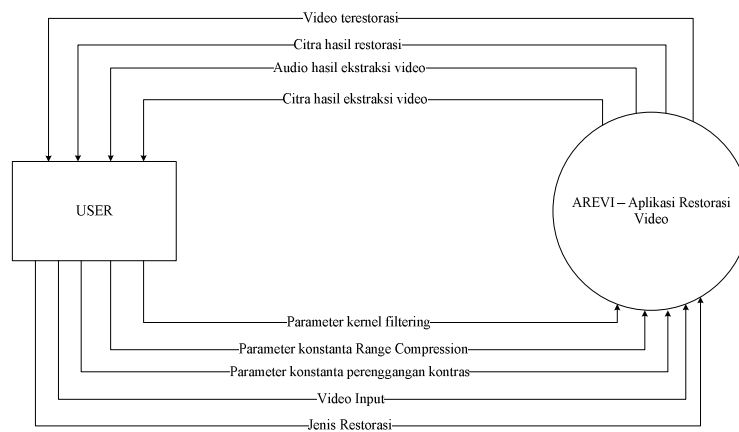 Video terestorasi
Citra hasil restorasi
Audio hasil ekstraksi video
Citra hasil ekstraksi video
USER
AREVI – Aplikasi Restorasi
Video
Parameter kernel filtering
Parameter konstanta Range Compression
Parameter konstanta perenggangan kontras
Video Input
Jenis Restorasi